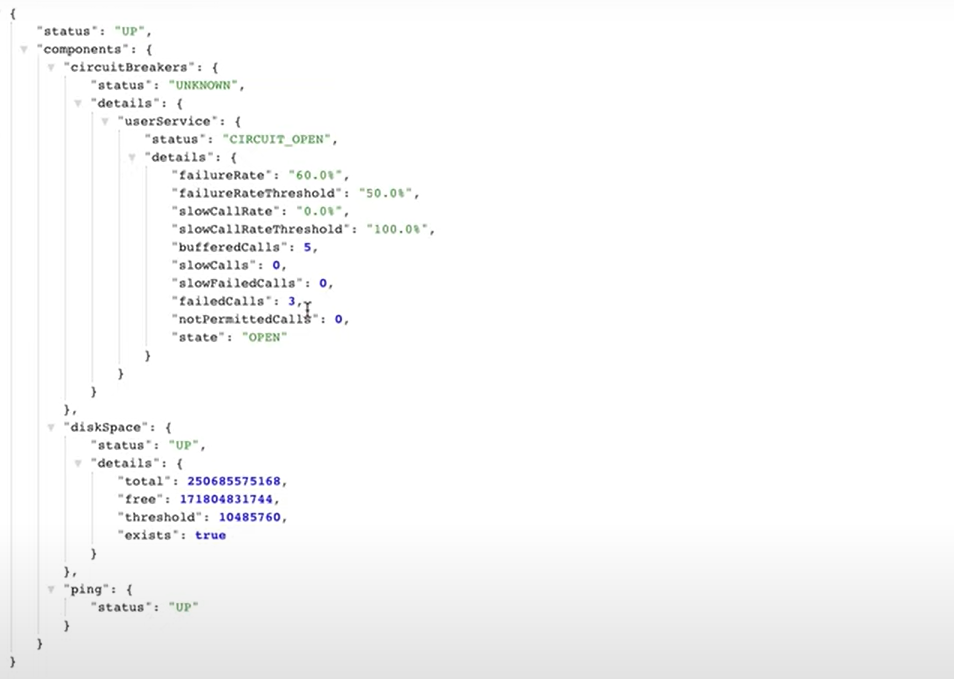 {
"status": "UP",
"components": {
"circuitBreakers": {
"status": "UNKNOWN",
"details": {
"userService": {
"status": "CIRCUIT_OPEN",
"details": {
"failureRate": "60.0%",
"failureRateThreshold": "50.0%",
"slowCallRate": "0.0%",
"slowCallRateThreshold": "100.0%",
"bufferedCalls": 5,
"slowCalls": 0,
"slowFailedCalls": 0,
"failedCalls": 3,
"notPermittedCalls": 0,
"state": "OPEN"
}
}
}
},
"diskSpace": {
"status": "UP",
"details": {
"total": 250685575168,
"free": 171804831744,
"threshold": 10485760,
"exists": true
}
},
"ping": {
"status": "UP"
}
}
}